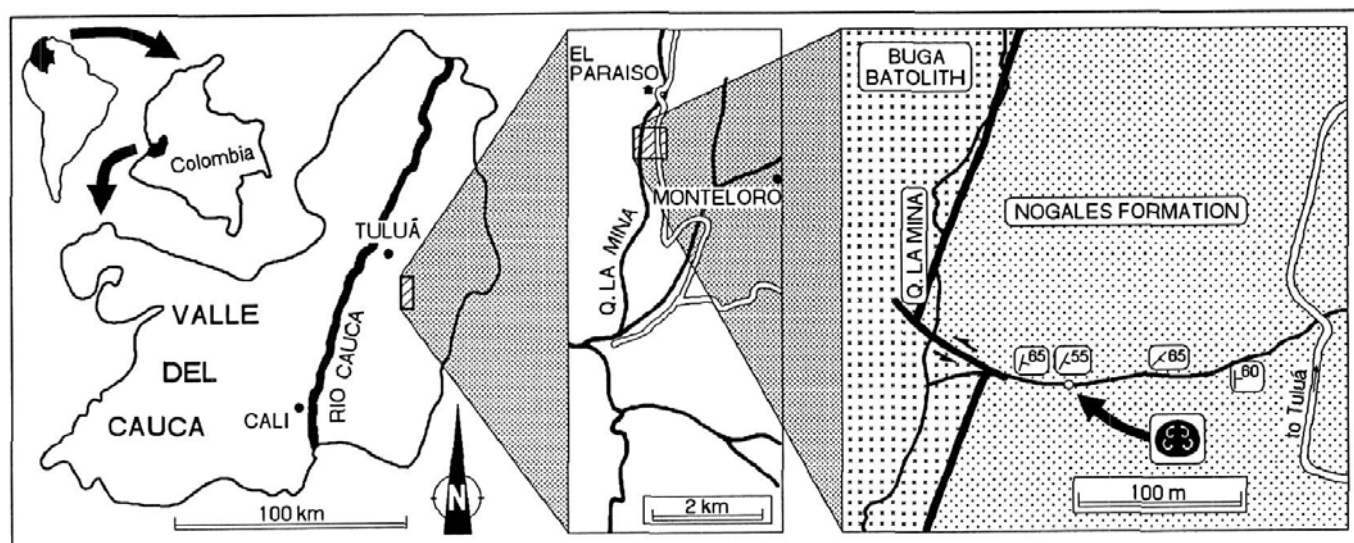 Colombia
TULUÁ
VALLE
DEL
CAUCA
CALI
RIO CAUCA
N
100 km
EL
PARAISO
MONTELORO
Q. LA MINA
2 km
BUGA
BATOLITH
NOGALES FORMATION
Q. LA MINA
65
55
65
60
to Tuluá
100 m